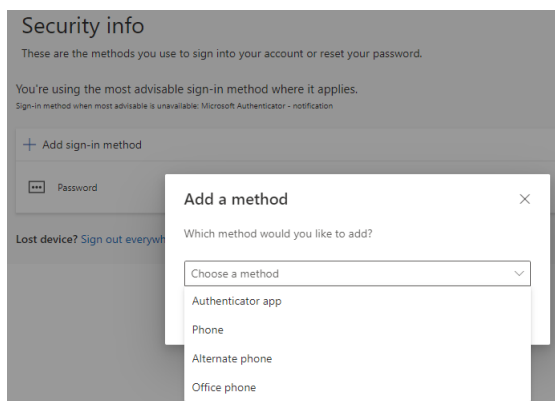 Security info
These are the methods you use to sign into your account or reset your password.
You're using the most advisable sign-in method where it applies.
Sign-in method when most advisable is unavailable: Microsoft Authenticator - notification
+ Add sign-in method
Password
Lost device? Sign out everywh
Add a method
Which method would you like to add?
Choose a method
Authenticator app
Phone
Alternate phone
Office phone